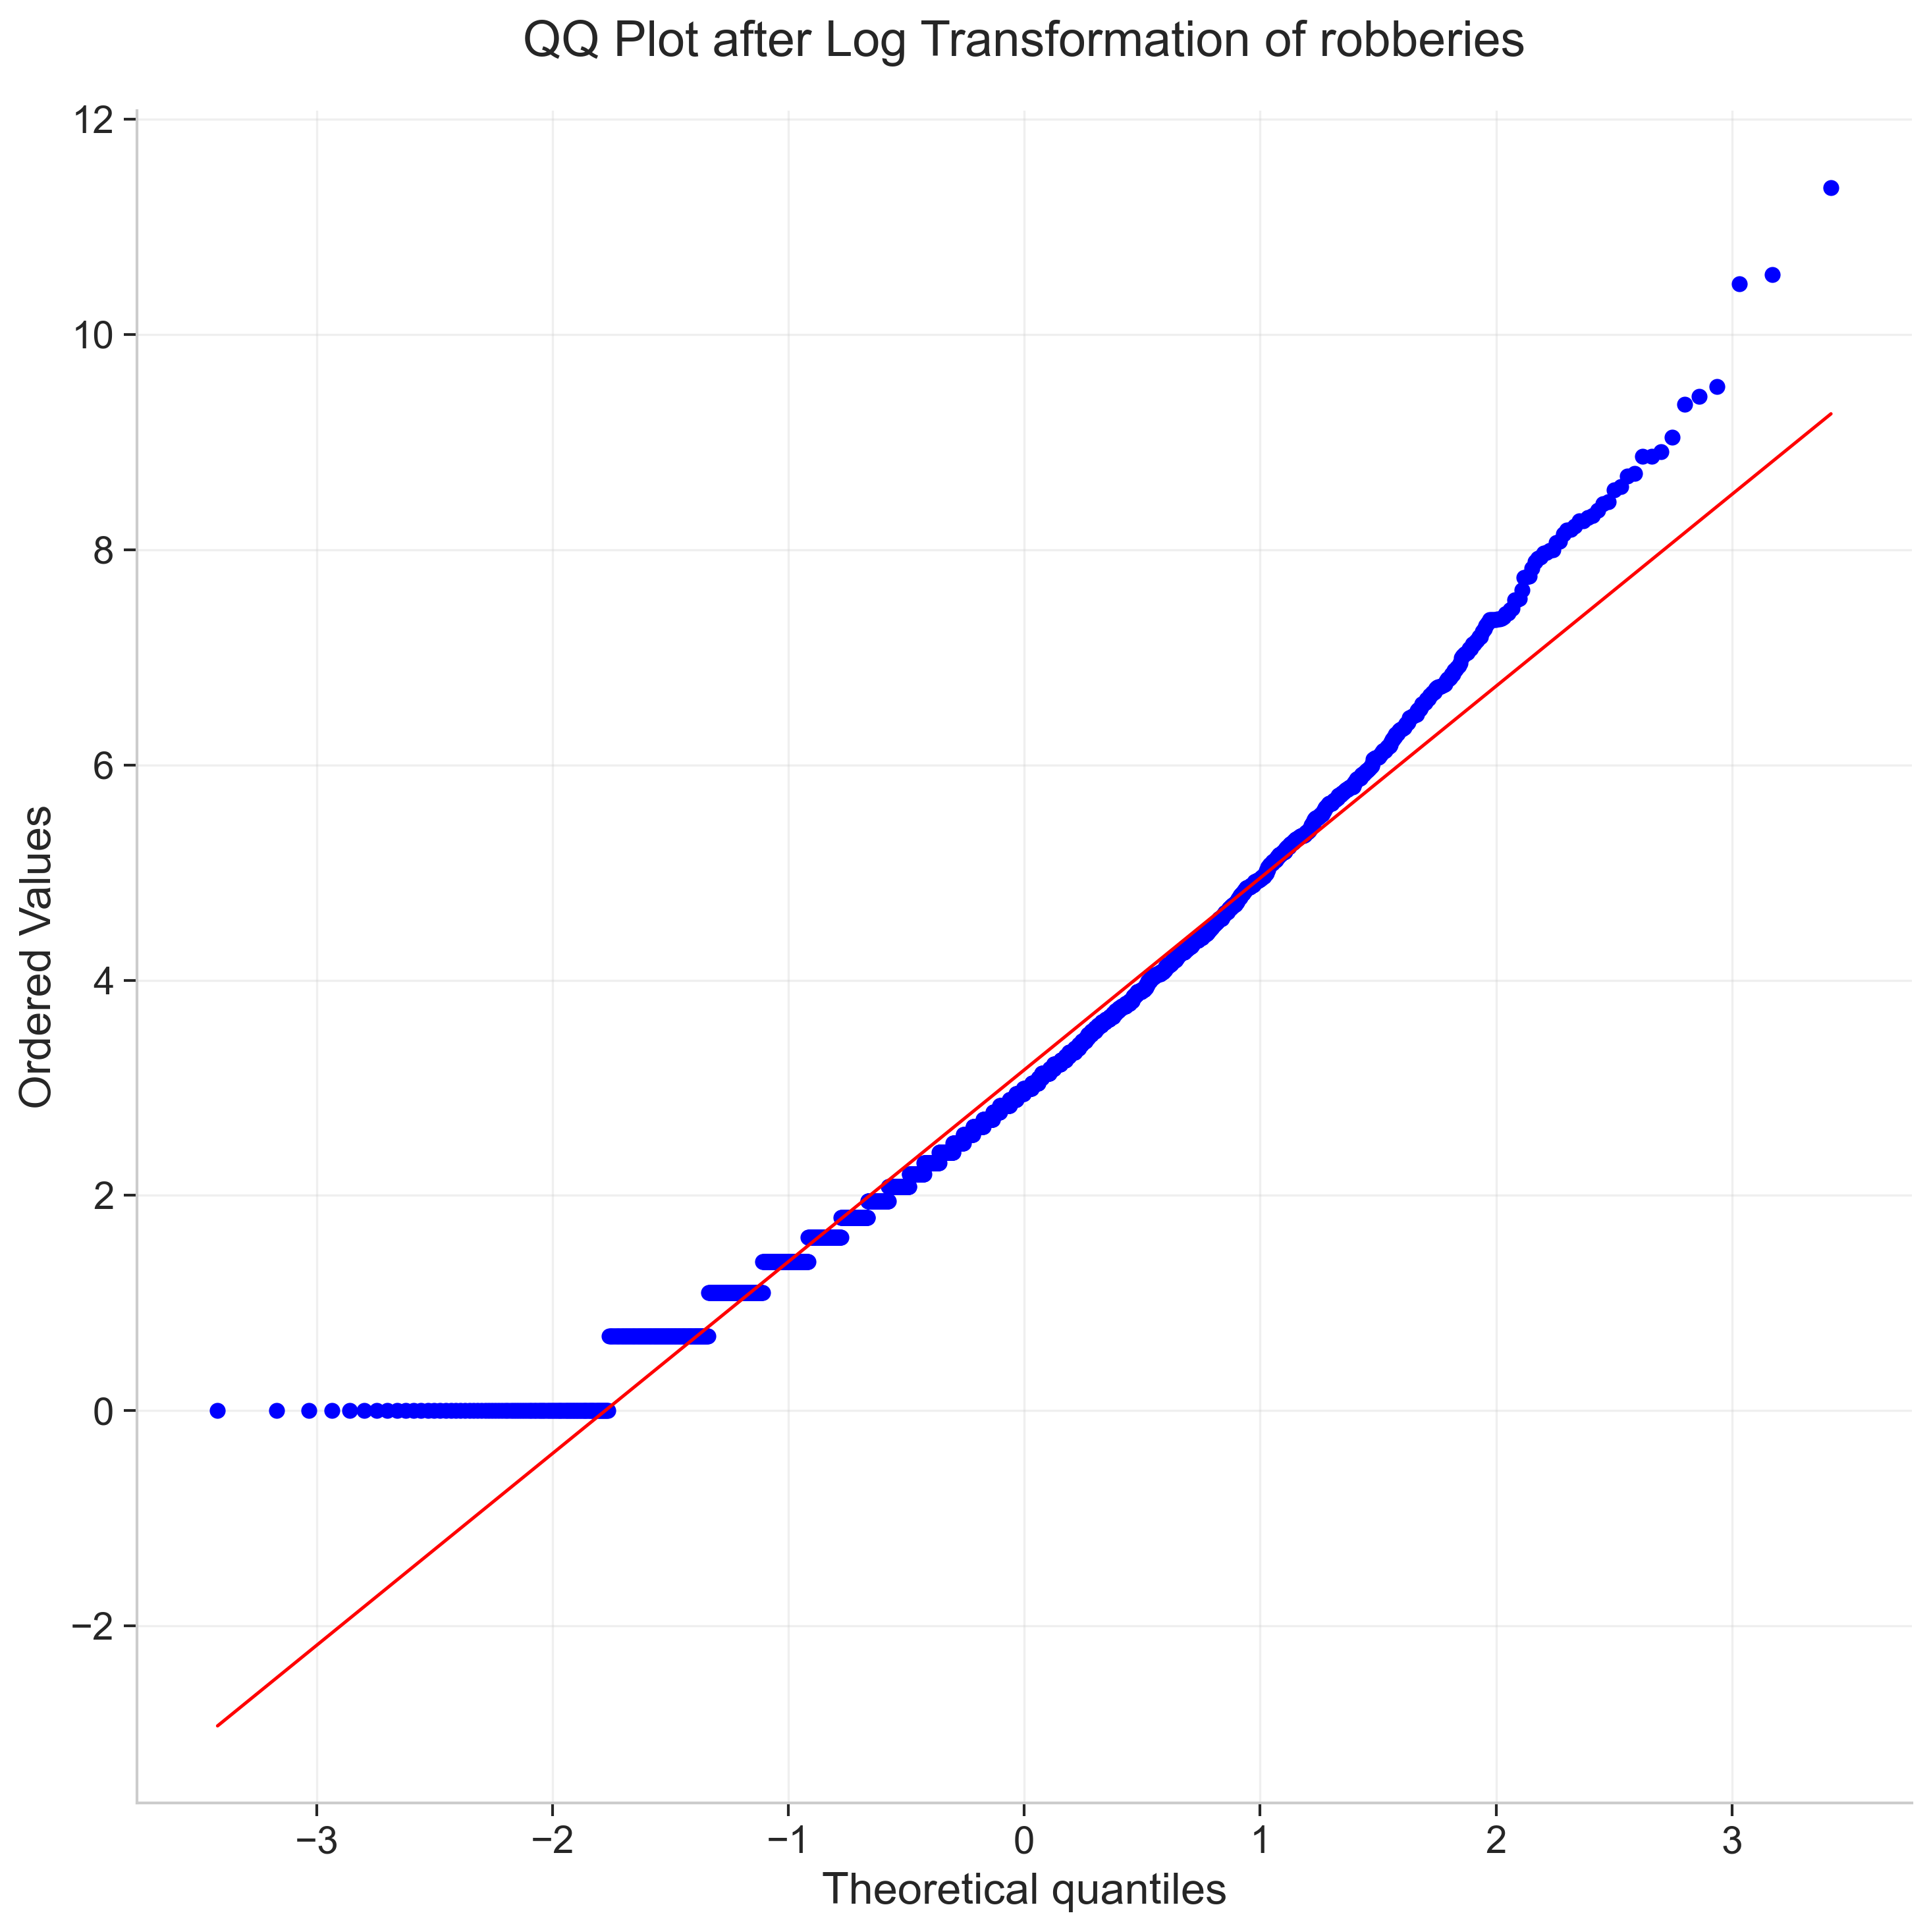 QQ Plot after Log Transformation of robberies
12
10
8
6
4
2
0
−2
Ordered Values
−3 −2 −1 0 1 2 3
Theoretical quantiles